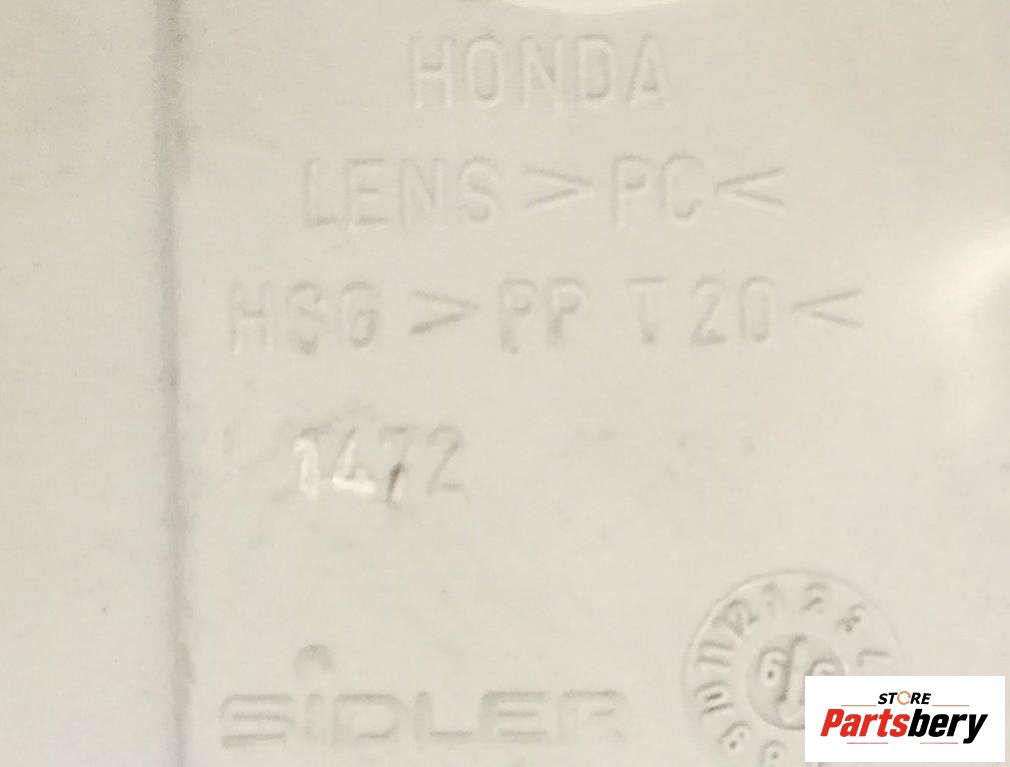 HONDA
LENS >PC<
HSG >PP T20<
1472
SIDLER
STORE
Partsbery